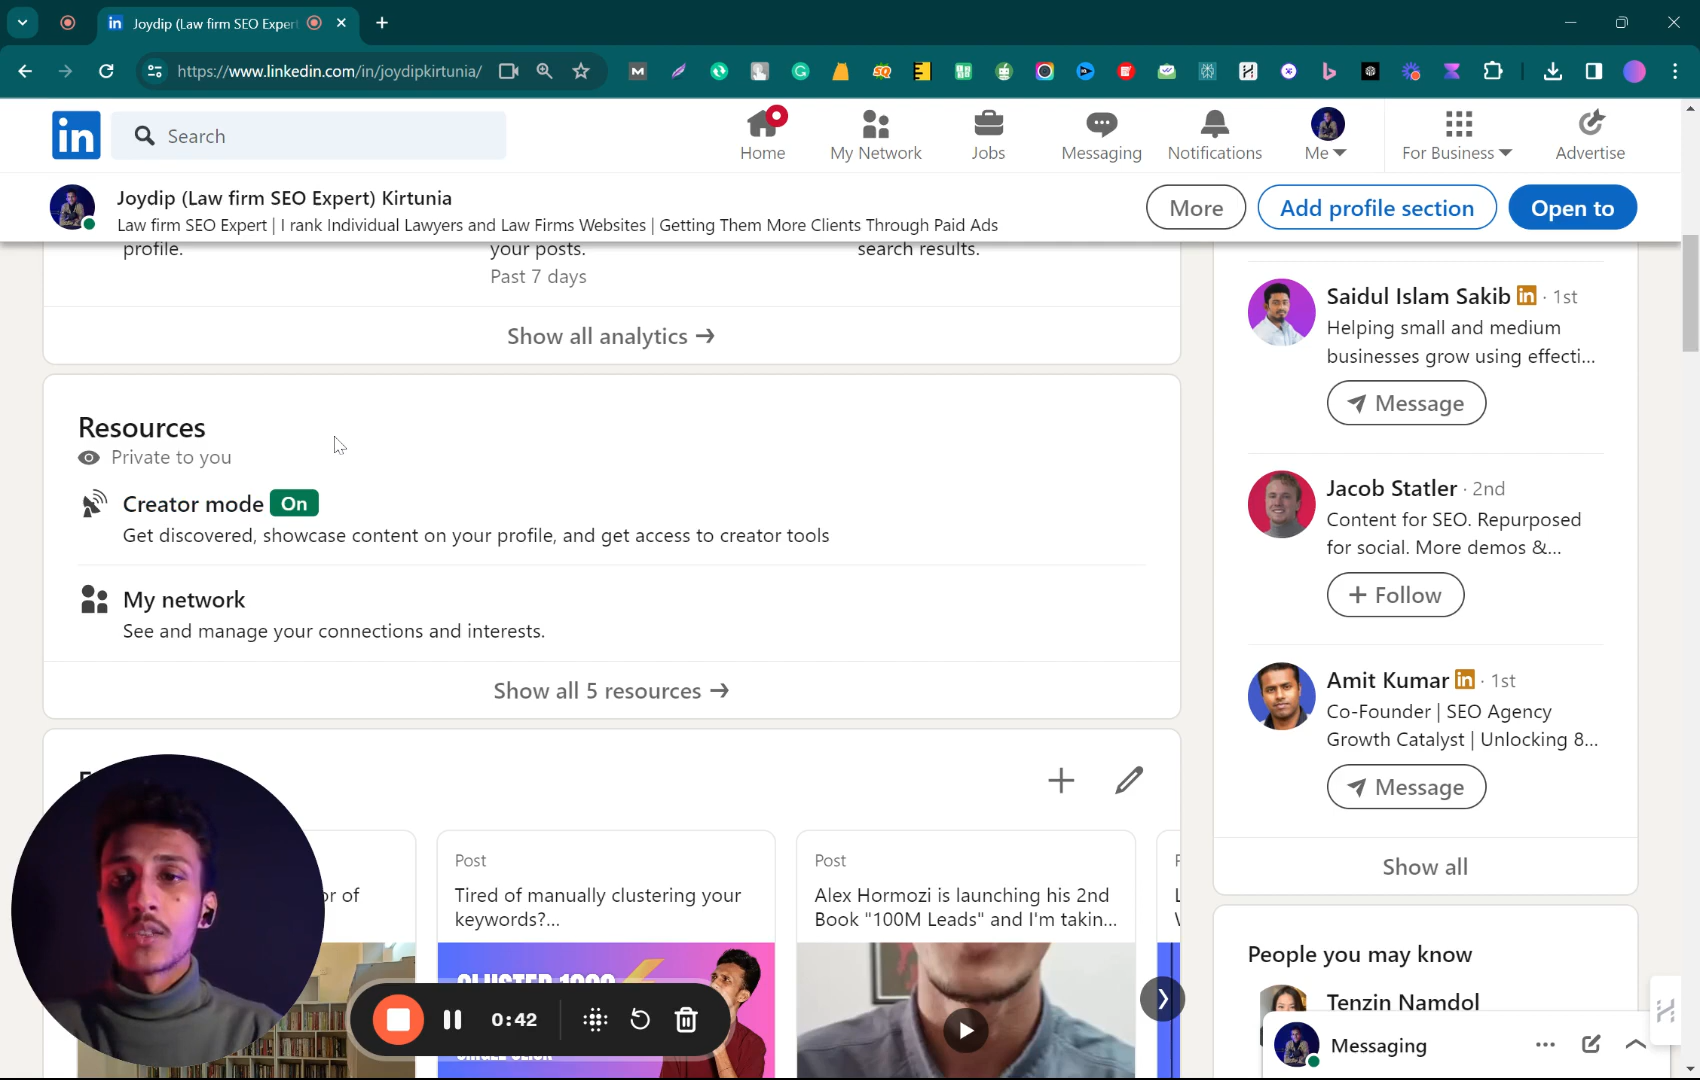 Joydip (Law firm SEO Exper
https://www.linkedin.com/in/joydipkirtunia/
in
Search
Home
My Network
Jobs
Messaging
Notifications
Me
For Business
Advertise
Joydip (Law firm SEO Expert) Kirtunia
Law firm SEO Expert | I rank Individual Lawyers and Law Firms Websites | Getting Them More Clients Through Paid Ads
More
Add profile section
Open to
profile.
your posts.
search results.
Past 7 days
Show all analytics →
Resources
Private to you
Creator mode On
Get discovered, showcase content on your profile, and get access to creator tools
My network
See and manage your connections and interests.
Show all 5 resources →
or of
Post
Tired of manually clustering your
keywords?...
Post
Alex Hormozi is launching his 2nd
Book "100M Leads" and I'm takin...
0:42
Saidul Islam Sakib in · 1st
Helping small and medium
businesses grow using effecti...
Message
Jacob Statler · 2nd
Content for SEO. Repurposed
for social. More demos &...
+ Follow
Amit Kumar in · 1st
Co-Founder | SEO Agency
Growth Catalyst | Unlocking 8...
Message
Show all
People you may know
Tenzin Namdol
Messaging